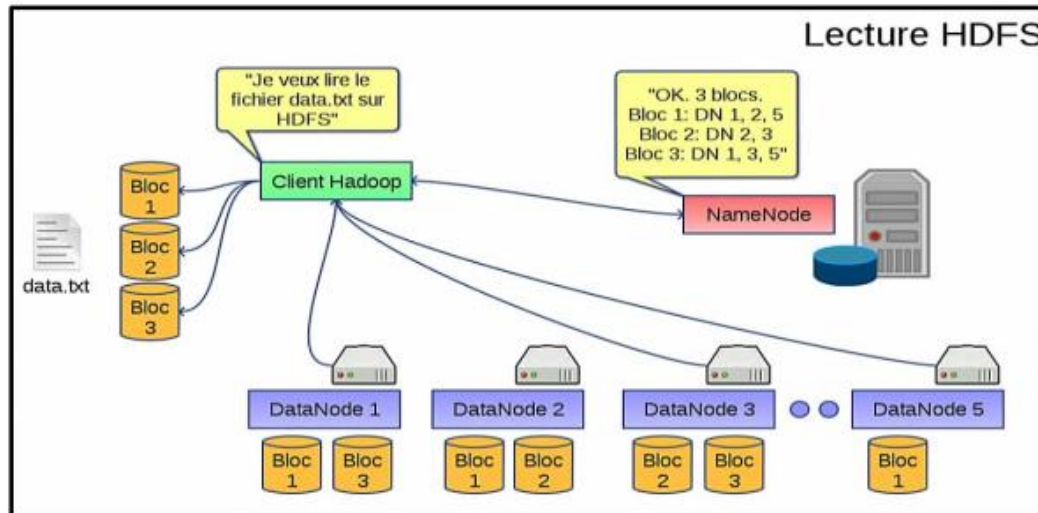 Lecture HDFS
"Je veux lire le
fichier data.txt sur
HDFS"
"OK. 3 blocs.
Bloc 1: DN 1, 2, 5
Bloc 2: DN 2, 3
Bloc 3: DN 1, 3, 5"
Client Hadoop
NameNode
Bloc
1
Bloc
2
Bloc
3
data.txt
DataNode 1
DataNode 2
DataNode 3
DataNode 5
Bloc
1
Bloc
3
Bloc
1
Bloc
2
Bloc
2
Bloc
3
Bloc
1